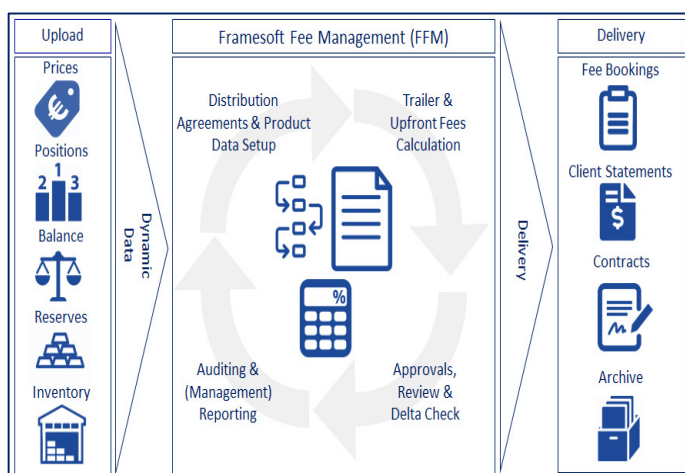 Upload
Prices
€
Positions
2 1 3
Balance
Reserves
Inventory
Dynamic
Data
Framesoft Fee Management (FFM)
Distribution
Agreements & Product
Data Setup
Trailer &
Upfront Fees
Calculation
%
Auditing &
(Management)
Reporting
Approvals,
Review &
Delta Check
Delivery
Delivery
Fee Bookings
Client Statements
$
Contracts
Archive